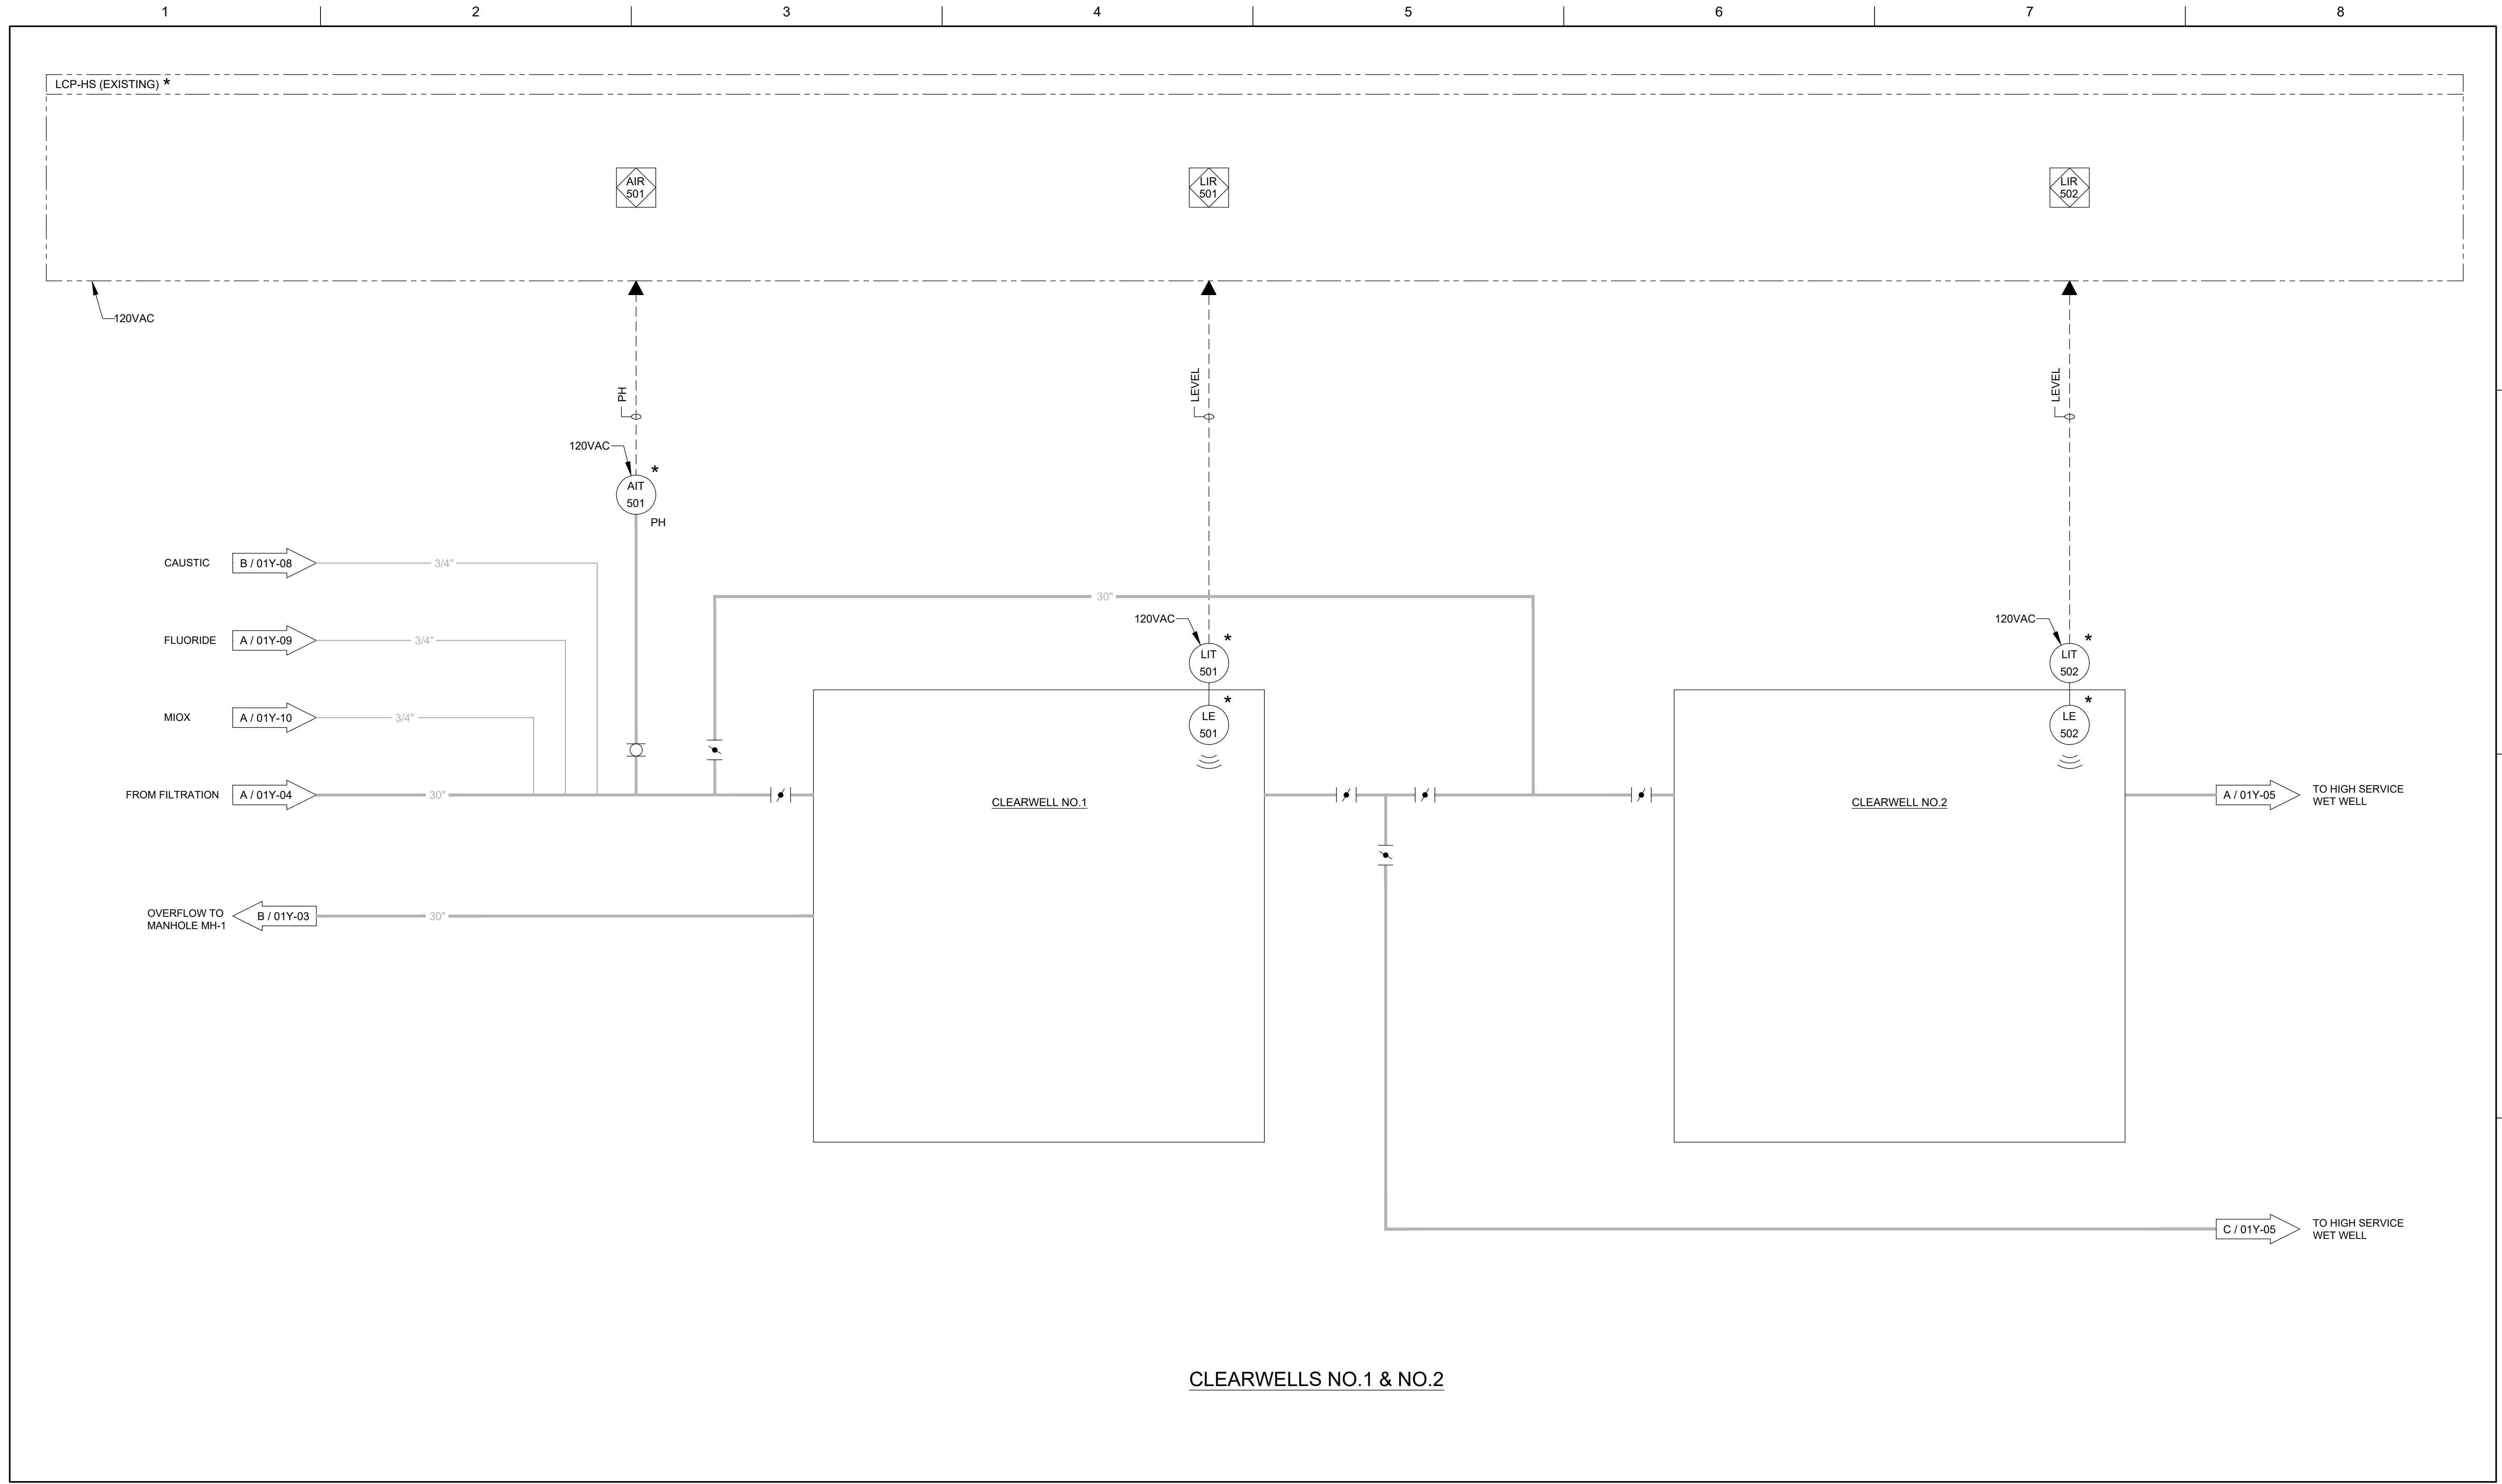 1 2 3 4 5 6 7 8
LCP-HS (EXISTING) *
AIR
501
LIR
501
LIR
502
120VAC
PH
LEVEL
LEVEL
120VAC
*
AIT
501
PH
CAUSTIC
B / 01Y-08
3/4"
30"
120VAC
*
LIT
501
120VAC
*
LIT
502
FLUORIDE
A / 01Y-09
3/4"
*
LE
501
*
LE
502
MIOX
A / 01Y-10
3/4"
FROM FILTRATION
A / 01Y-04
30"
CLEARWELL NO.1
CLEARWELL NO.2
A / 01Y-05
TO HIGH SERVICE
WET WELL
OVERFLOW TO
MANHOLE MH-1
B / 01Y-03
30"
C / 01Y-05
TO HIGH SERVICE
WET WELL
CLEARWELLS NO.1 & NO.2